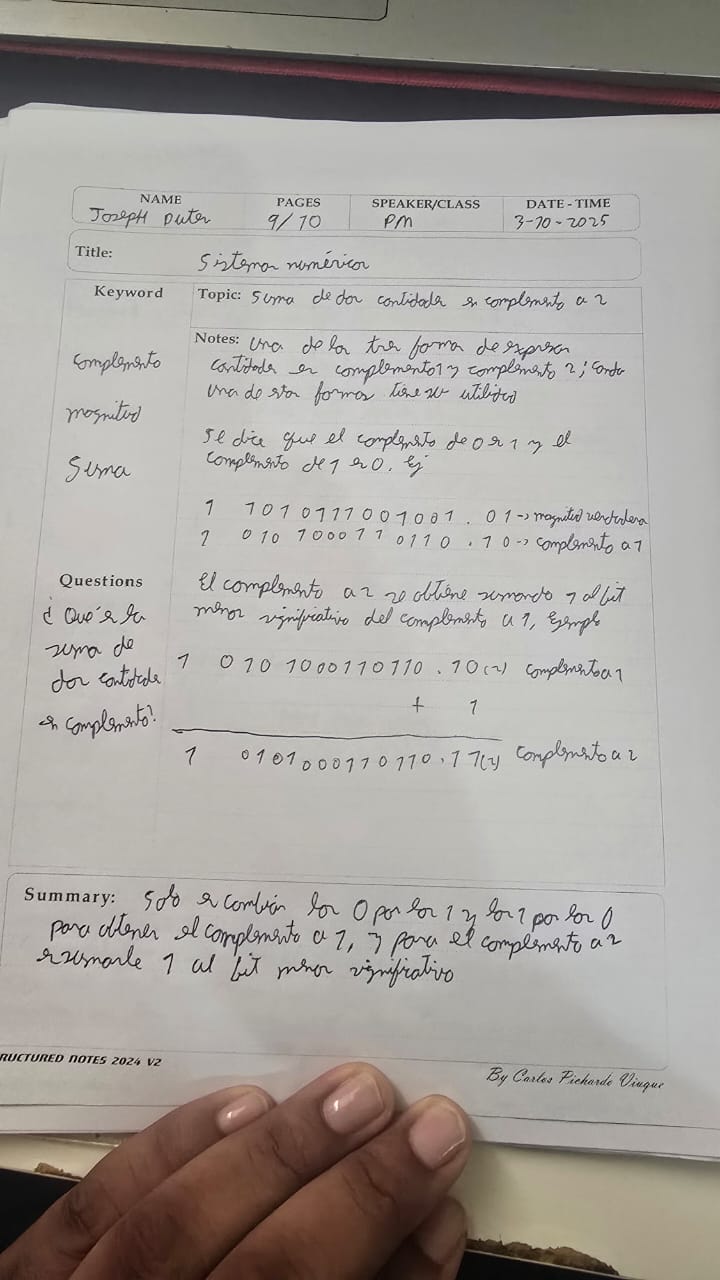 NAME PAGES SPEAKER/CLASS DATE - TIME
Joseph Puter 9/10 PM 3-10-2025
Title: Sistemas numéricos
Keyword
Topic: Suma de dos cantidades en complemento a 2
complemento
magnitud
Suma
Notes: Una de las tres forma de expresar
cantidades en complemento 1 y complemento 2; cada
una de estas formas tiene su utilidad
Se dice que el complemento de 0 es 1 y el
complemento de 1 es 0. Ej
1 1010111001001.01 -> magnitud verdadera
1 0101000110110.10 -> complemento a 1
El complemento a 2 se obtiene sumando 1 al bit
menos significativo del complemento a 1, Ejemplo
1 0101000110110.10(2) complemento a 1
+ 1
1 0101000110110.11(2) complemento a 2
Questions
¿Qué es la
suma de
dos cantidades
en complemento?
Summary: Solo es cambiar los 0 por los 1 y los 1 por los 0
para obtener el complemento a 1, y para el complemento a 2
es sumarle 1 al bit menos significativo
RUCTURED NOTES 2024 V2
By Carlos Pichardo Viuque